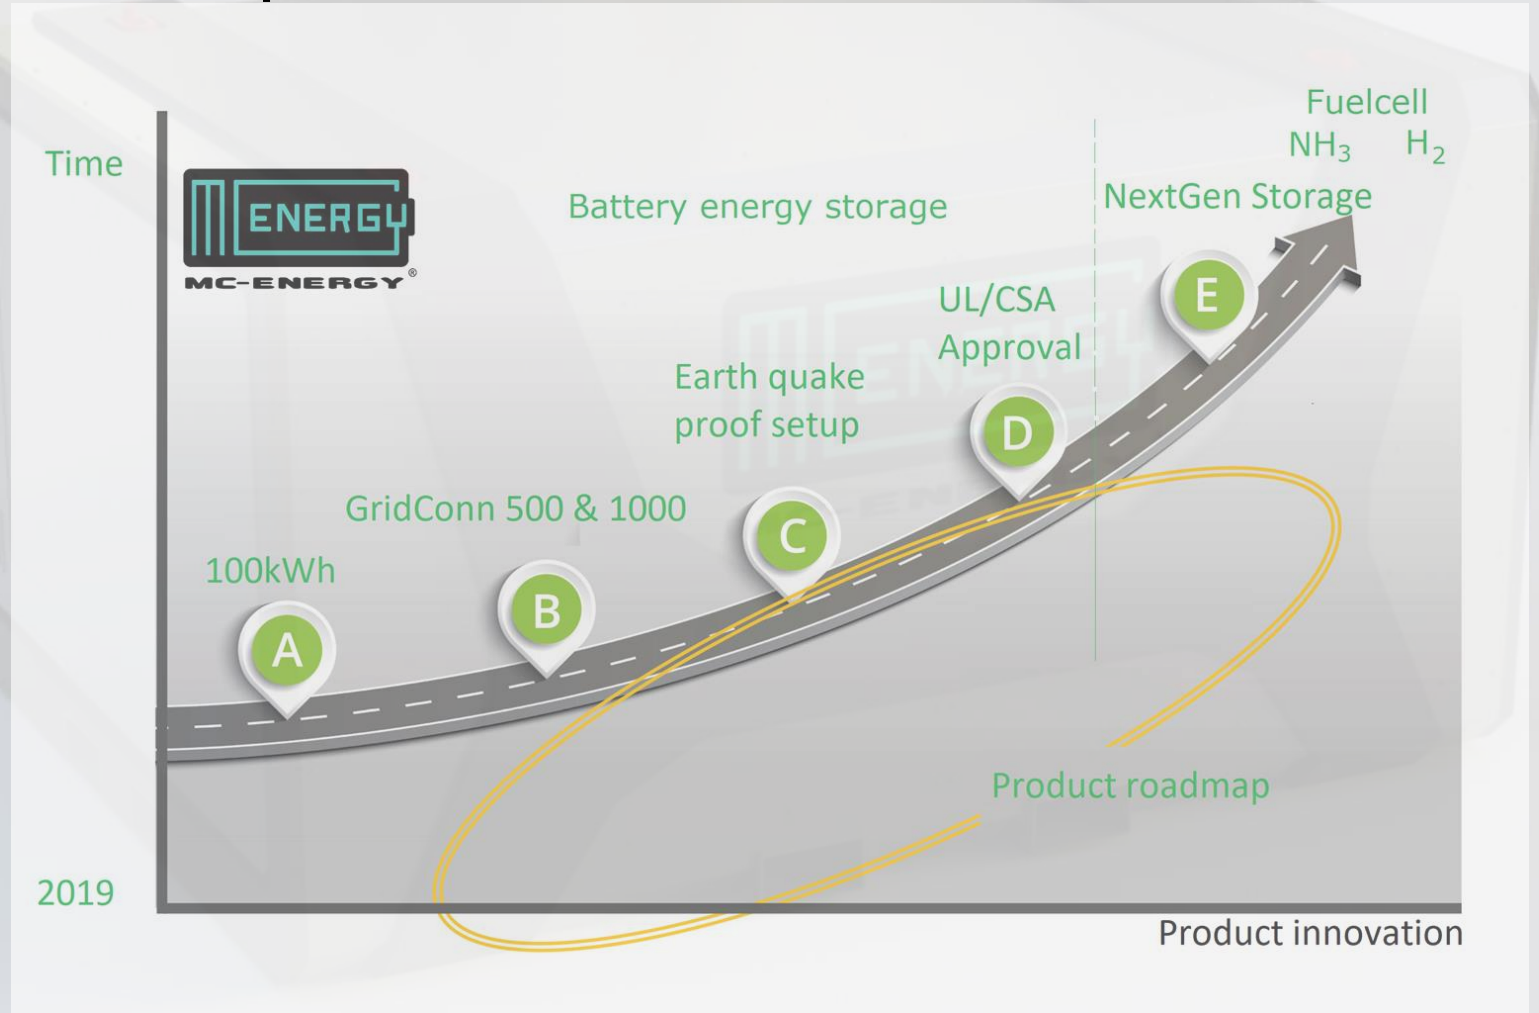 Fuelcell
NH₃ H₂
Time
NextGen Storage
ENERGY
MC-ENERGY®
Battery energy storage
E
UL/CSA
Approval
Earth quake
proof setup
D
GridConn 500 & 1000
C
100kWh
B
A
Product roadmap
2019
Product innovation